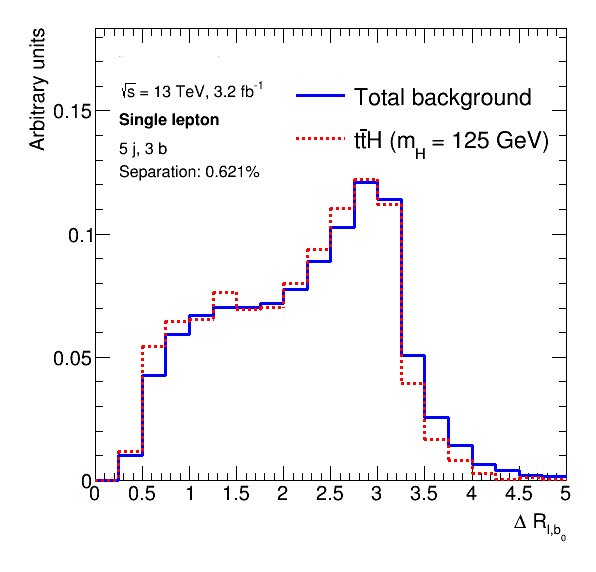 Arbitrary units
√s = 13 TeV, 3.2 fb⁻¹
Single lepton
5 j, 3 b
Separation: 0.621%
Total background
tt̄H (m_H = 125 GeV)
0.15
0.1
0.05
0
0 0.5 1 1.5 2 2.5 3 3.5 4 4.5 5
Δ R_l,b₀